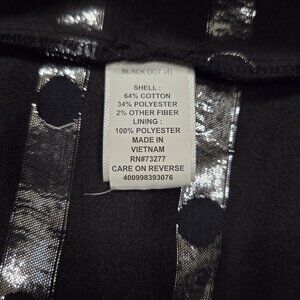 BLACK DOT (4)
SHELL :
64% COTTON
34% POLYESTER
2% OTHER FIBER
LINING :
100% POLYESTER
MADE IN
VIETNAM
RN#73277
CARE ON REVERSE
400998393076